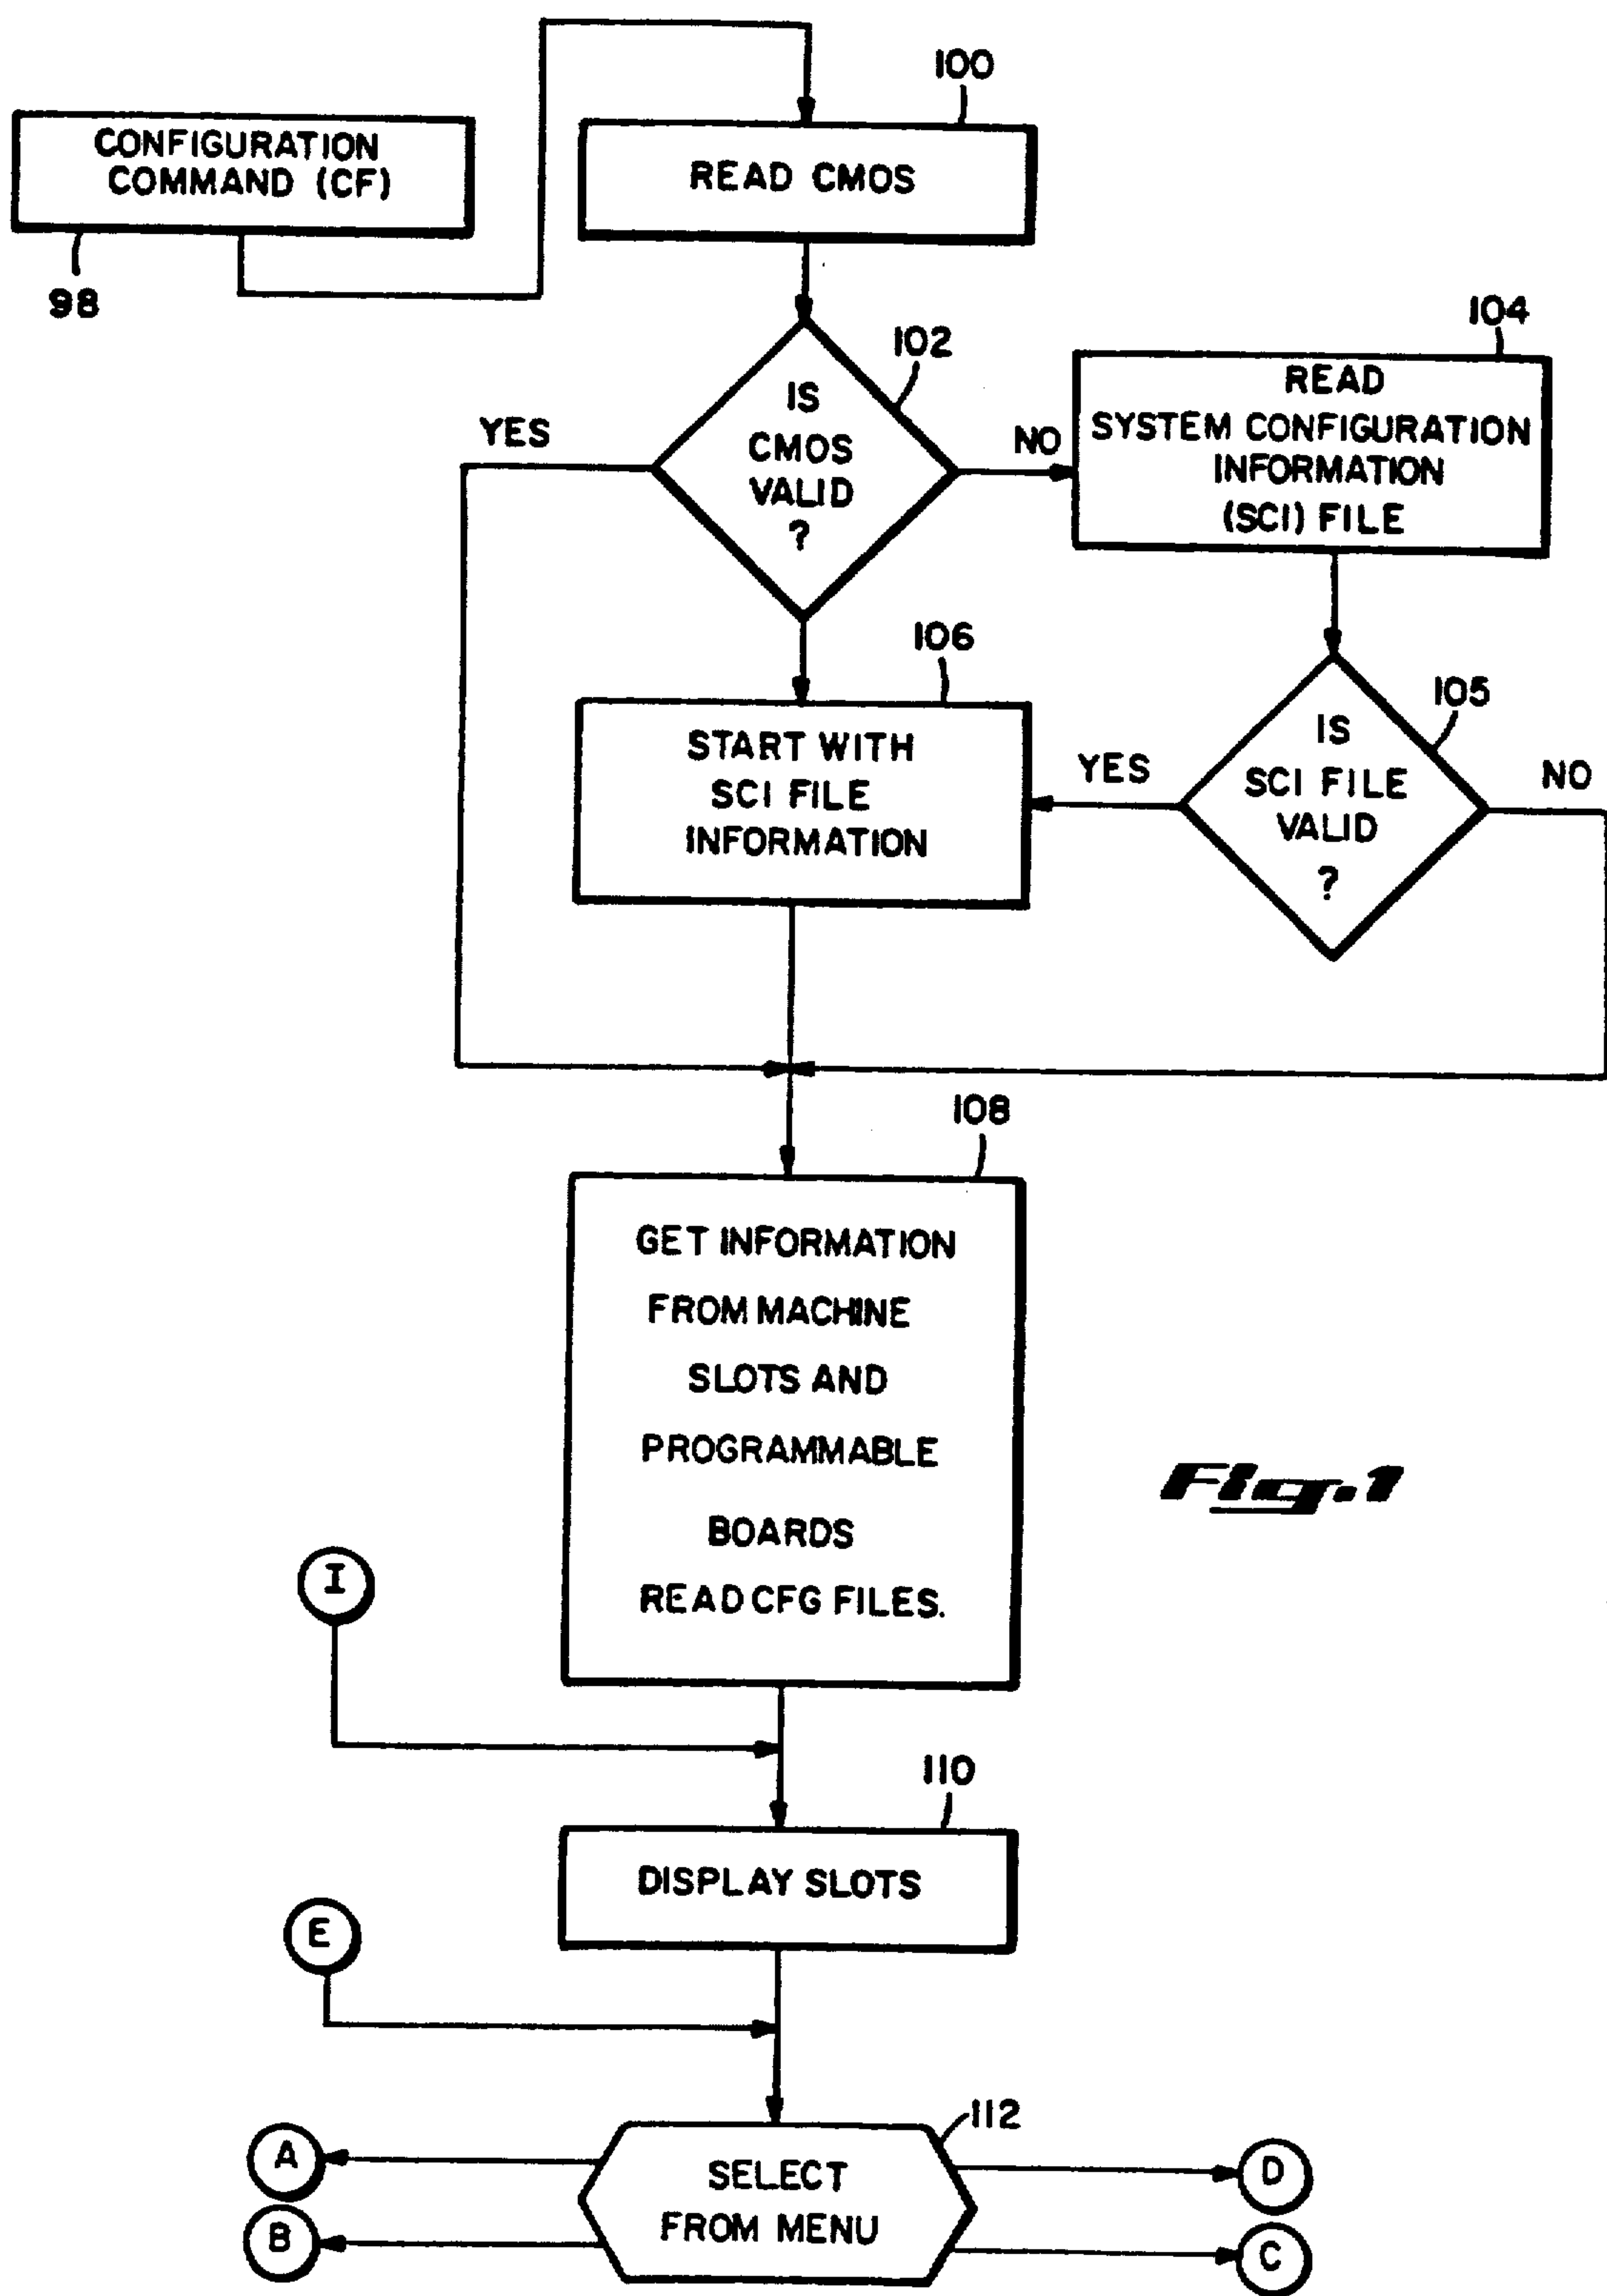 100
CONFIGURATION
COMMAND (CF)
READ CMOS
98
102
104
IS
CMOS
VALID
?
YES
NO
READ
SYSTEM CONFIGURATION
INFORMATION
(SCI) FILE
106
105
START WITH
SCI FILE
INFORMATION
YES
IS
SCI FILE
VALID
?
NO
108
GET INFORMATION
FROM MACHINE
SLOTS AND
PROGRAMMABLE
BOARDS
READ CFG FILES.
Fig.1
I
110
DISPLAY SLOTS
E
112
SELECT
FROM MENU
A
B
D
C